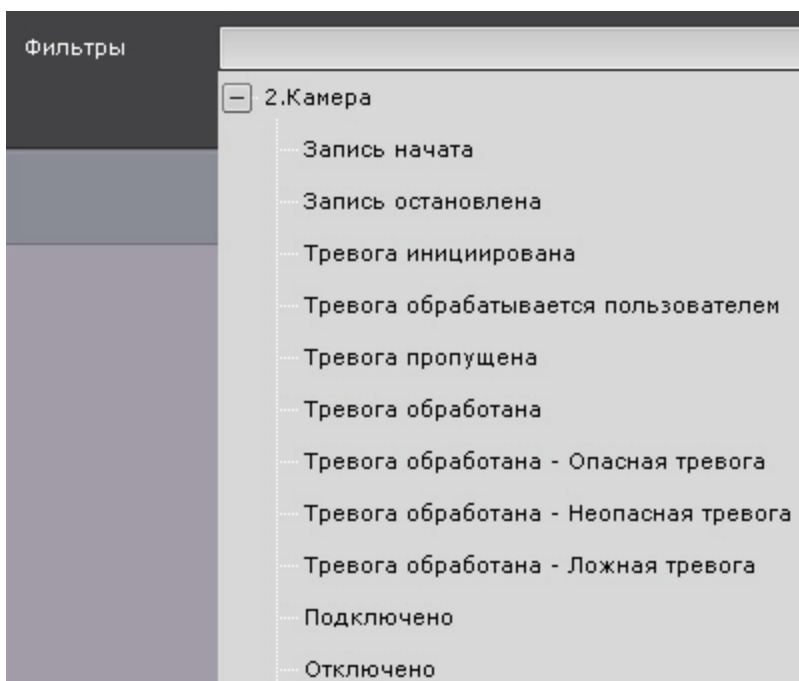 Фильтры
2.Камера
Запись начата
Запись остановлена
Тревога инициирована
Тревога обрабатывается пользователем
Тревога пропущена
Тревога обработана
Тревога обработана - Опасная тревога
Тревога обработана - Неопасная тревога
Тревога обработана - Ложная тревога
Подключено
Отключено